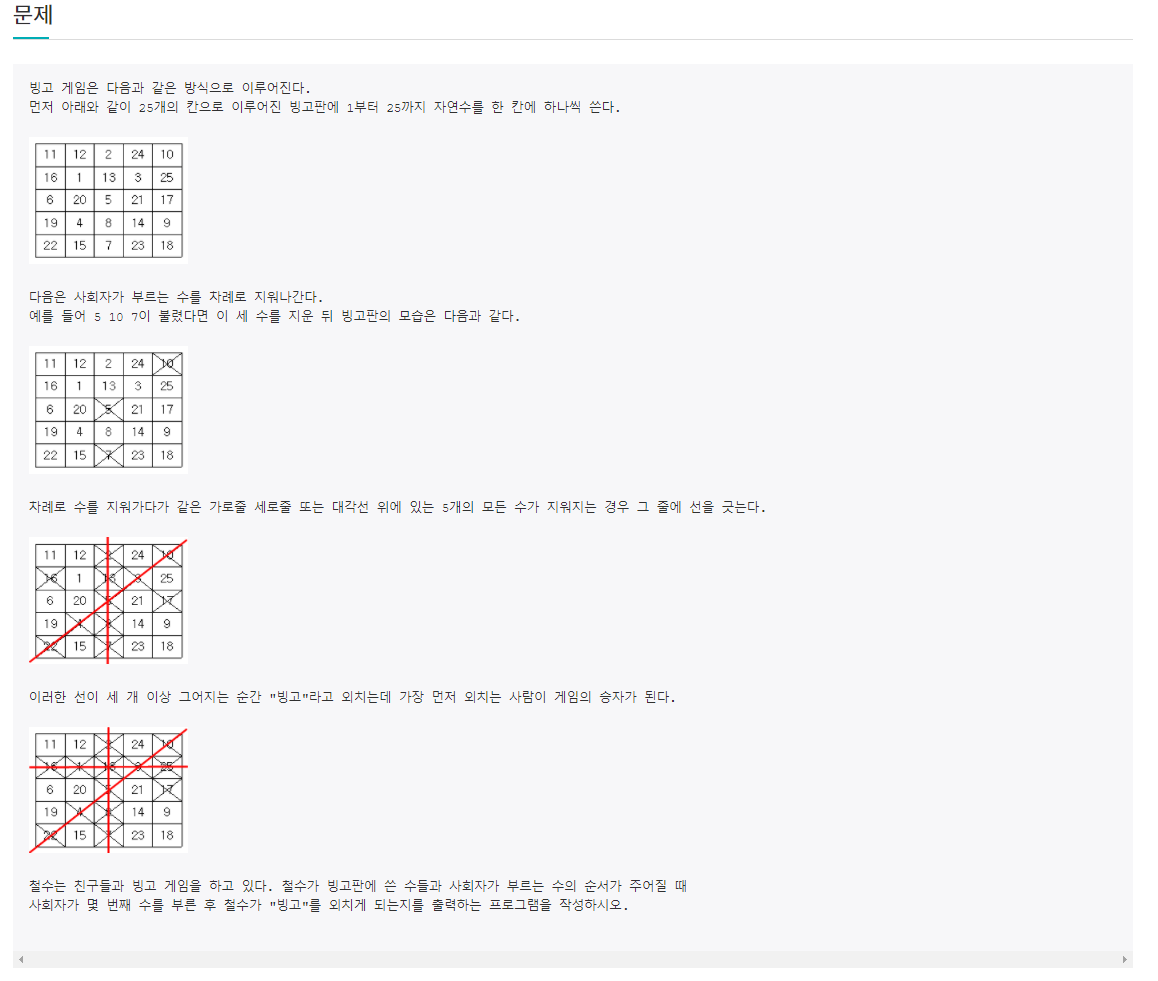 문제
빙고 게임은 다음과 같은 방식으로 이루어진다.
먼저 아래와 같이 25개의 칸으로 이루어진 빙고판에 1부터 25까지 자연수를 한 칸에 하나씩 쓴다.
11 12 2 24 10
16 1 13 3 25
6 20 5 21 17
19 4 8 14 9
22 15 7 23 18
다음은 사회자가 부르는 수를 차례로 지워나간다.
예를 들어 5 10 7이 불렸다면 이 세 수를 지운 뒤 빙고판의 모습은 다음과 같다.
11 12 2 24 10
16 1 13 3 25
6 20 5 21 17
19 4 8 14 9
22 15 7 23 18
차례로 수를 지워가다가 같은 가로줄 세로줄 또는 대각선 위에 있는 5개의 모든 수가 지워지는 경우 그 줄에 선을 긋는다.
11 12 2 24 10
16 1 13 3 25
6 20 5 21 17
19 4 8 14 9
22 15 7 23 18
이러한 선이 세 개 이상 그어지는 순간 "빙고"라고 외치는데 가장 먼저 외치는 사람이 게임의 승자가 된다.
11 12 2 24 10
16 1 13 3 25
6 20 5 21 17
19 4 8 14 9
22 15 7 23 18
철수는 친구들과 빙고 게임을 하고 있다. 철수가 빙고판에 쓴 수들과 사회자가 부르는 수의 순서가 주어질 때
사회자가 몇 번째 수를 부른 후 철수가 "빙고"를 외치게 되는지를 출력하는 프로그램을 작성하시오.